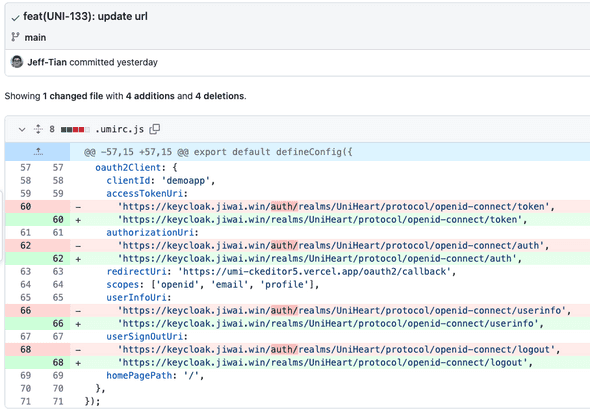 feat(UNI-133): update url
main
Jeff-Tian committed yesterday
Showing 1 changed file with 4 additions and 4 deletions.
8 .umirc.js
@@ -57,15 +57,15 @@ export default defineConfig({
57 57 oauth2Client: {
58 58 clientId: 'demoapp',
59 59 accessTokenUri:
60 - 'https://keycloak.jiwai.win/auth/realms/UniHeart/protocol/openid-connect/token',
60 + 'https://keycloak.jiwai.win/realms/UniHeart/protocol/openid-connect/token',
61 61 authorizationUri:
62 - 'https://keycloak.jiwai.win/auth/realms/UniHeart/protocol/openid-connect/auth',
62 + 'https://keycloak.jiwai.win/realms/UniHeart/protocol/openid-connect/auth',
63 63 redirectUri: 'https://umi-ckeditor5.vercel.app/oauth2/callback',
64 64 scopes: ['openid', 'email', 'profile'],
65 65 userInfoUri:
66 - 'https://keycloak.jiwai.win/auth/realms/UniHeart/protocol/openid-connect/userinfo',
66 + 'https://keycloak.jiwai.win/realms/UniHeart/protocol/openid-connect/userinfo',
67 67 userSignOutUri:
68 - 'https://keycloak.jiwai.win/auth/realms/UniHeart/protocol/openid-connect/logout',
68 + 'https://keycloak.jiwai.win/realms/UniHeart/protocol/openid-connect/logout',
69 69 homePagePath: '/',
70 70 },
71 71 });